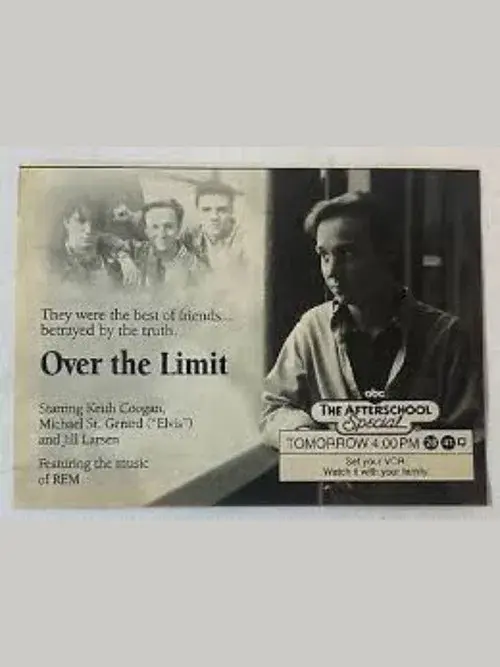 They were the best of friends...
betrayed by the truth.
Over the Limit
Starring Keith Coogan,
Michael St. Gerard ("Elvis")
and Jill Larsen
Featuring the music
of REM
abc
THE AFTERSCHOOL
Special
TOMORROW 4:00 PM
Set your VCR.
Watch it with your family.